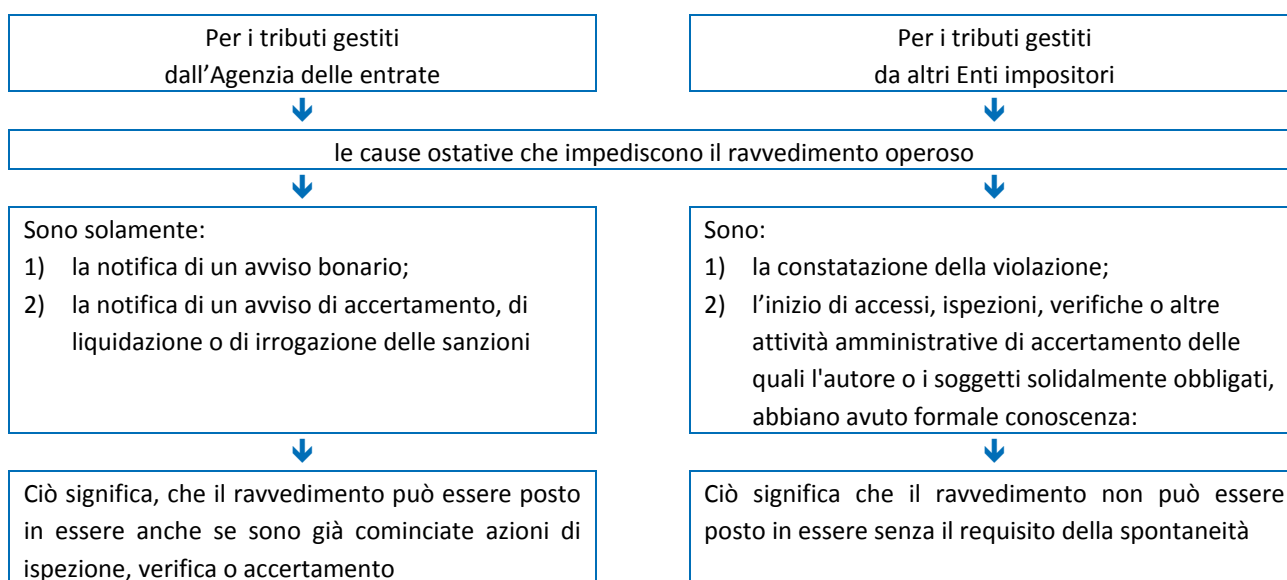 Per i tributi gestiti
dall’Agenzia delle entrate
Per i tributi gestiti
da altri Enti impositori
le cause ostative che impediscono il ravvedimento operoso
Sono solamente:
1) la notifica di un avviso bonario;
2) la notifica di un avviso di accertamento, di
liquidazione o di irrogazione delle sanzioni
Sono:
1) la constatazione della violazione;
2) l’inizio di accessi, ispezioni, verifiche o altre
attività amministrative di accertamento delle
quali l'autore o i soggetti solidalmente obbligati,
abbiano avuto formale conoscenza:
Ciò significa, che il ravvedimento può essere posto
in essere anche se sono già cominciate azioni di
ispezione, verifica o accertamento
Ciò significa che il ravvedimento non può essere
posto in essere senza il requisito della spontaneità